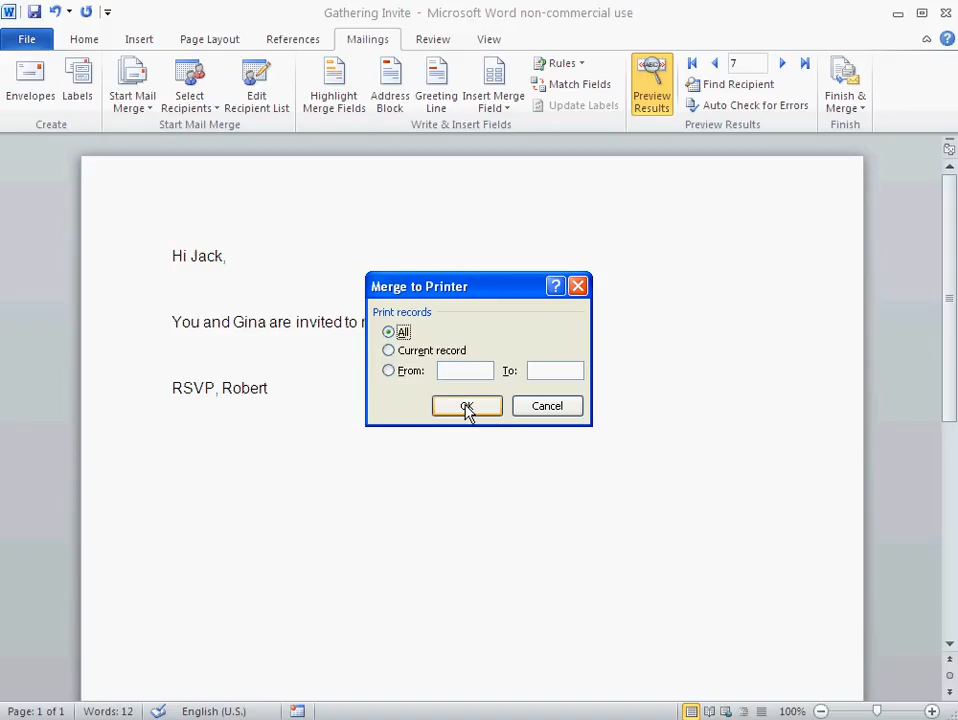 Gathering Invite - Microsoft Word non-commercial use
File Home Insert Page Layout References Mailings Review View
Envelopes
Labels
Start Mail Merge
Select Recipients
Edit Recipient List
Highlight Merge Fields
Address Block
Greeting Line
Insert Merge Field
Rules
Match Fields
Update Labels
ABC
Preview Results
7
Find Recipient
Auto Check for Errors
Finish & Merge
Create Start Mail Merge Write & Insert Fields Preview Results Finish
Hi Jack,
You and Gina are invited to
RSVP, Robert
Merge to Printer
Print records
All
Current record
From: To:
OK Cancel
Page: 1 of 1 Words: 12 English (U.S.) 100%